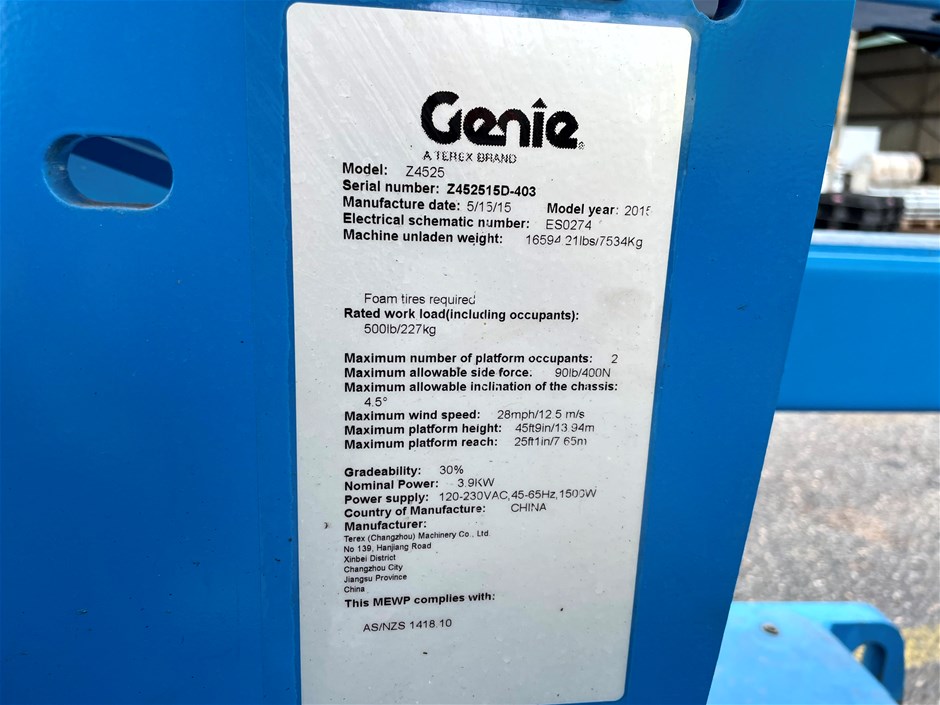 Genie
A TEREX BRAND
Model: Z4525
Serial number: Z452515D-403
Manufacture date: 5/15/15 Model year: 2015
Electrical schematic number: ES0274
Machine unladen weight: 16594.21lbs/7534Kg
Foam tires required
Rated work load(including occupants):
500lb/227kg
Maximum number of platform occupants: 2
Maximum allowable side force: 90lb/400N
Maximum allowable inclination of the chassis:
4.5°
Maximum wind speed: 28mph/12.5 m/s
Maximum platform height: 45ft9in/13.94m
Maximum platform reach: 25ft1in/7.65m
Gradeability: 30%
Nominal Power: 3.9KW
Power supply: 120-230VAC,45-65Hz,1500W
Country of Manufacture: CHINA
Manufacturer:
Terex (Changzhou) Machinery Co., Ltd.
No 139, Hanjiang Road
Xinbei District
Changzhou City
Jiangsu Province
China
This MEWP complies with:
AS/NZS 1418.10